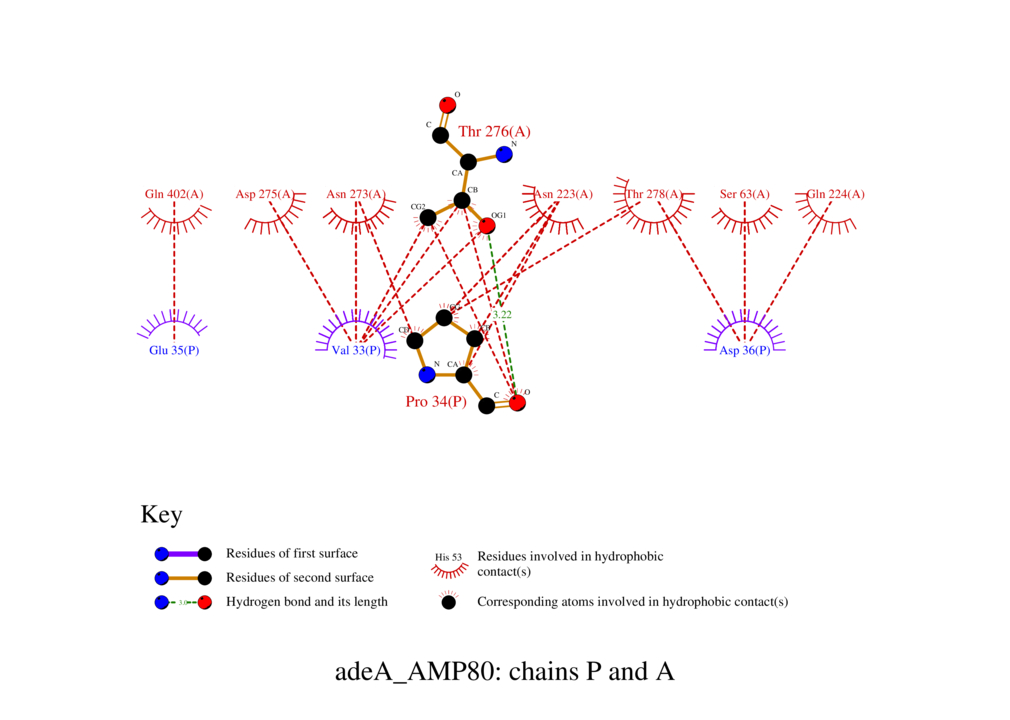 O
C
Thr 276(A)
N
CA
CB
CG2
OG1
Gln 402(A) Asp 275(A) Asn 273(A) Asn 223(A) Thr 278(A) Ser 63(A) Gln 224(A)
3.22
Glu 35(P) Val 33(P) Asp 36(P)
N CA
C O
Pro 34(P)
Key
Residues of first surface
Residues of second surface
3.0
Hydrogen bond and its length
His 53 Residues involved in hydrophobic
contact(s)
Corresponding atoms involved in hydrophobic contact(s)
adeA_AMP80: chains P and A